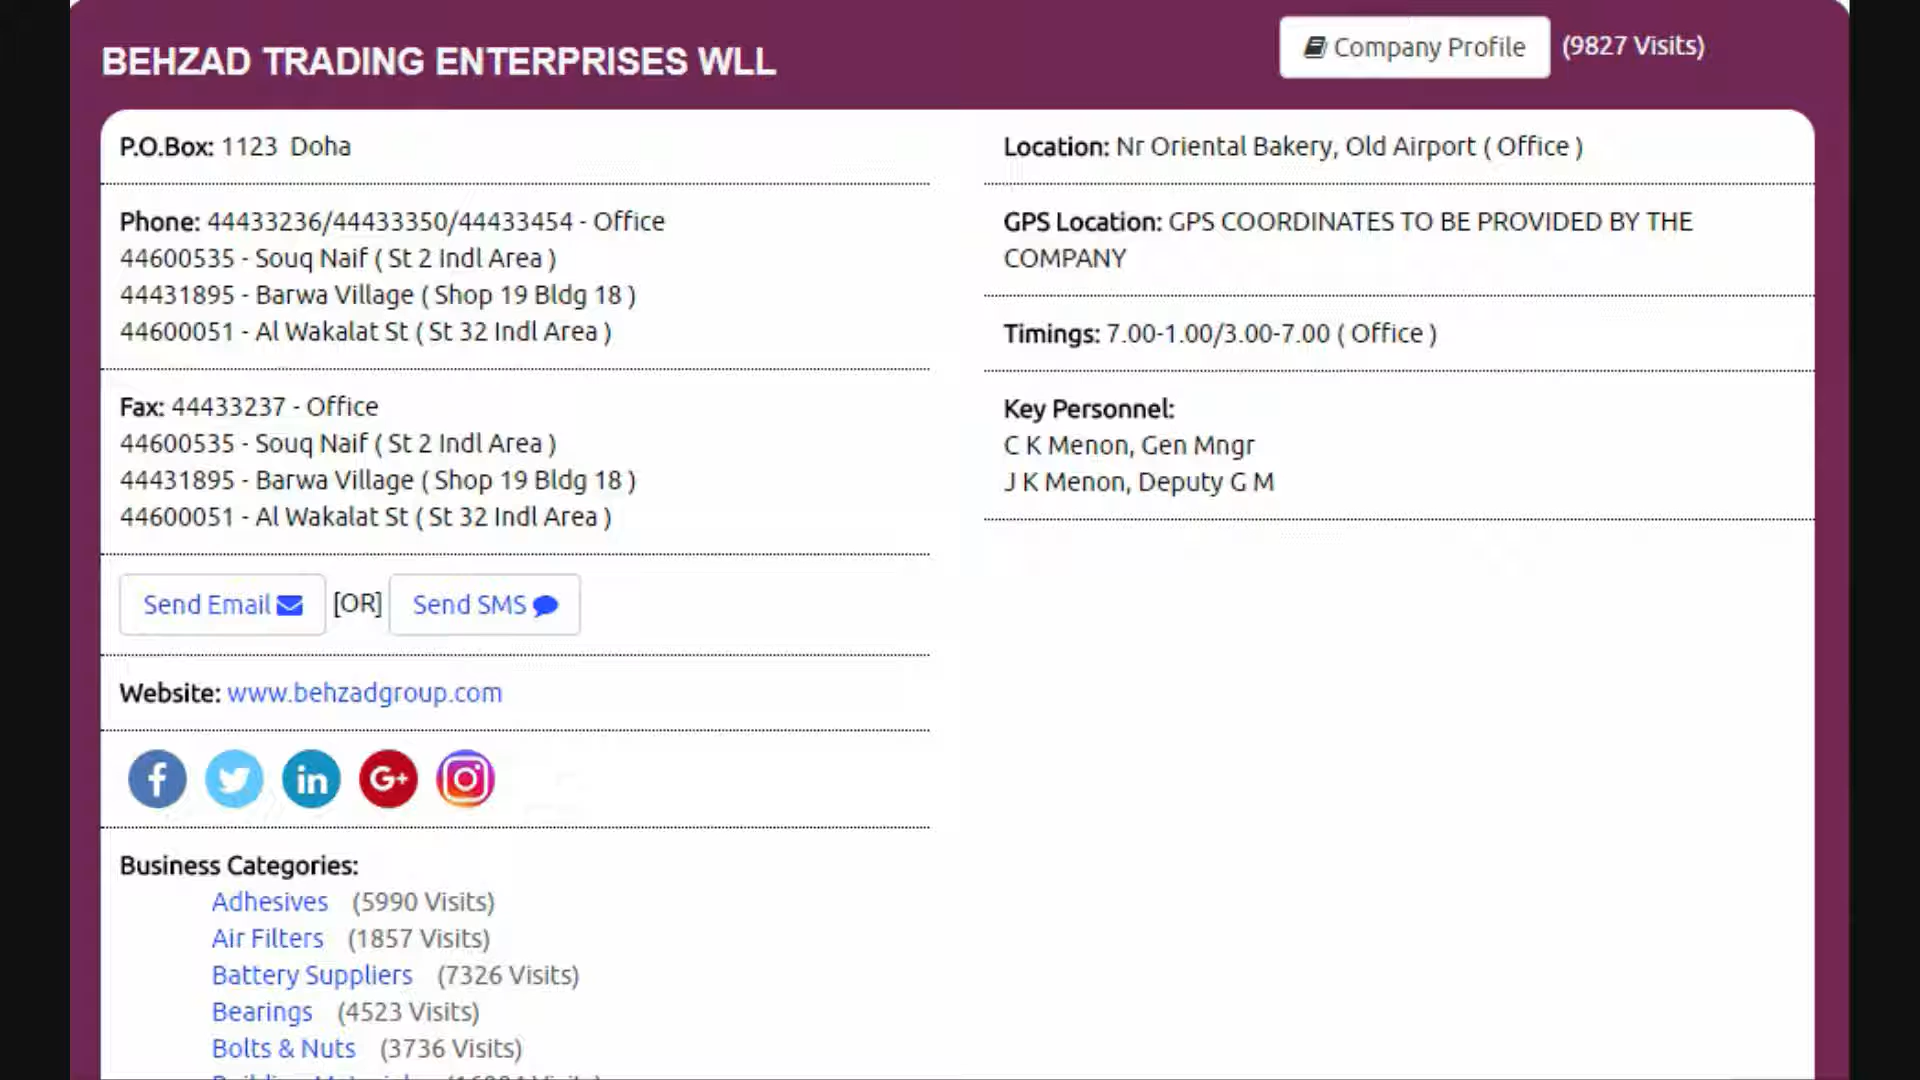 BEHZAD TRADING ENTERPRISES WLL
Company Profile (9827 Visits)
P.O.Box: 1123 Doha
Phone: 44433236/44433350/44433454 - Office
44600535 - Souq Naif ( St 2 Indl Area )
44431895 - Barwa Village ( Shop 19 Bldg 18 )
44600051 - Al Wakalat St ( St 32 Indl Area )
Fax: 44433237 - Office
44600535 - Souq Naif ( St 2 Indl Area )
44431895 - Barwa Village ( Shop 19 Bldg 18 )
44600051 - Al Wakalat St ( St 32 Indl Area )
Send Email [OR] Send SMS
Website: www.behzadgroup.com
f in G+
Business Categories:
Adhesives (5990 Visits)
Air Filters (1857 Visits)
Battery Suppliers (7326 Visits)
Bearings (4523 Visits)
Bolts & Nuts (3736 Visits)
Location: Nr Oriental Bakery, Old Airport ( Office )
GPS Location: GPS COORDINATES TO BE PROVIDED BY THE
COMPANY
Timings: 7.00-1.00/3.00-7.00 ( Office )
Key Personnel:
C K Menon, Gen Mngr
J K Menon, Deputy G M